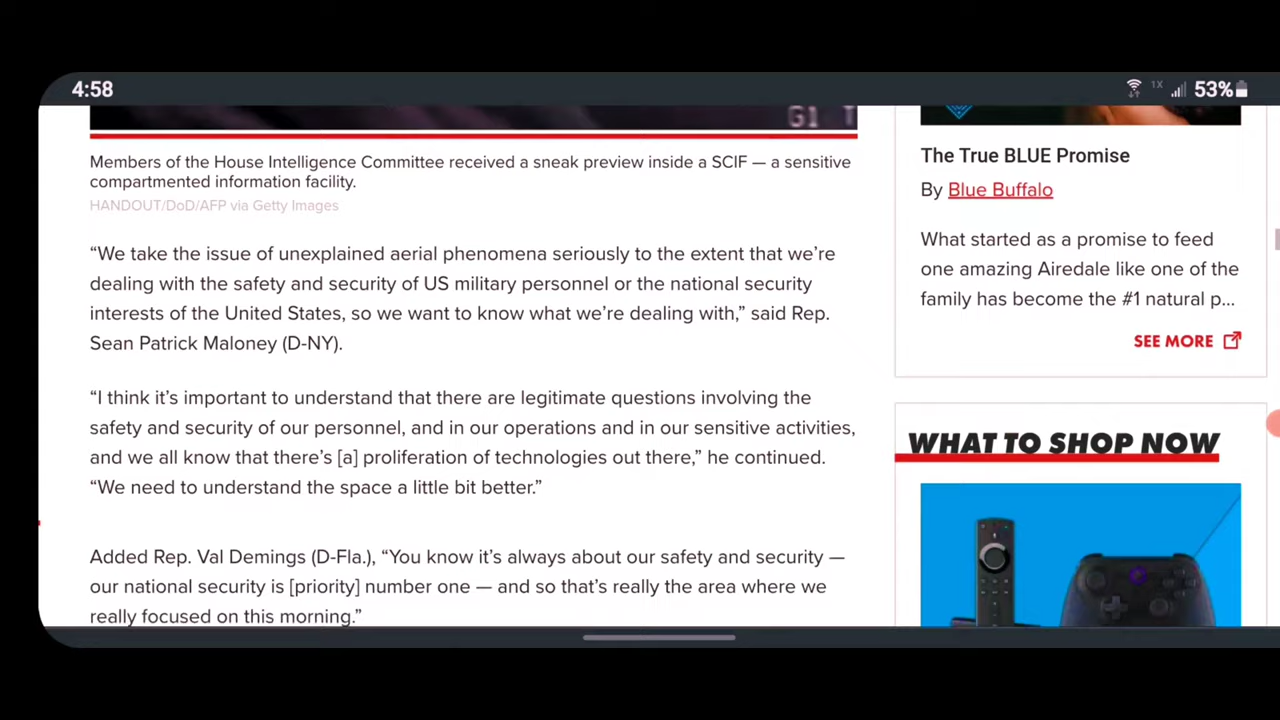 4:58
1X
53%
G1 T
Members of the House Intelligence Committee received a sneak preview inside a SCIF — a sensitive
compartmented information facility.
HANDOUT/DoD/AFP via Getty Images
“We take the issue of unexplained aerial phenomena seriously to the extent that we’re
dealing with the safety and security of US military personnel or the national security
interests of the United States, so we want to know what we’re dealing with,” said Rep.
Sean Patrick Maloney (D-NY).
“I think it’s important to understand that there are legitimate questions involving the
safety and security of our personnel, and in our operations and in our sensitive activities,
and we all know that there’s [a] proliferation of technologies out there,” he continued.
“We need to understand the space a little bit better.”
Added Rep. Val Demings (D-Fla.), “You know it’s always about our safety and security —
our national security is [priority] number one — and so that’s really the area where we
really focused on this morning.”
The True BLUE Promise
By Blue Buffalo
What started as a promise to feed
one amazing Airedale like one of the
family has become the #1 natural p...
SEE MORE
WHAT TO SHOP NOW